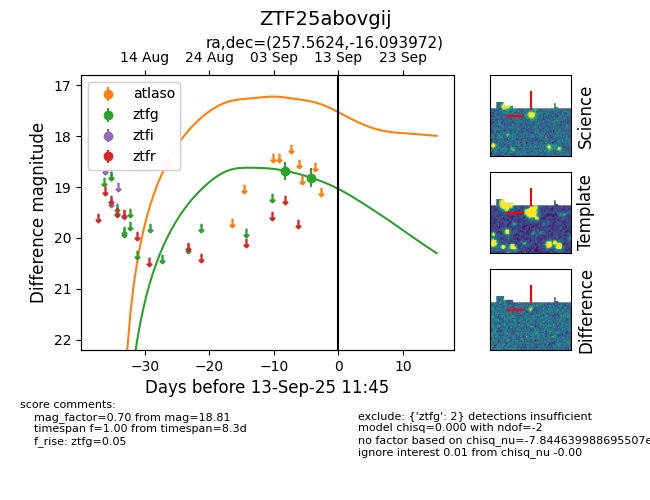 ZTF25abovgij
ra,dec=(257.5624,-16.093972)
14 Aug 24 Aug 03 Sep 13 Sep 23 Sep
17
18
19
20
21
22
Difference magnitude
atlaso
ztfg
ztfi
ztfr
−30 −20 −10 0 10
Days before 13-Sep-25 11:45
Science
Template
Difference
score comments:
mag_factor=0.70 from mag=18.81
timespan f=1.00 from timespan=8.3d
f_rise: ztfg=0.05
exclude: {'ztfg': 2} detections insufficient
model chisq=0.000 with ndof=-2
no factor based on chisq_nu=-7.844639988695507e
ignore interest 0.01 from chisq_nu -0.00